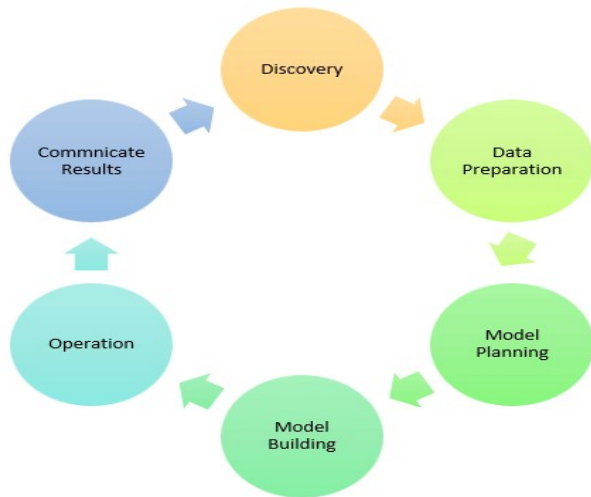 Discovery
Data
Preparation
Model
Planning
Model
Building
Operation
Commnicate
Results